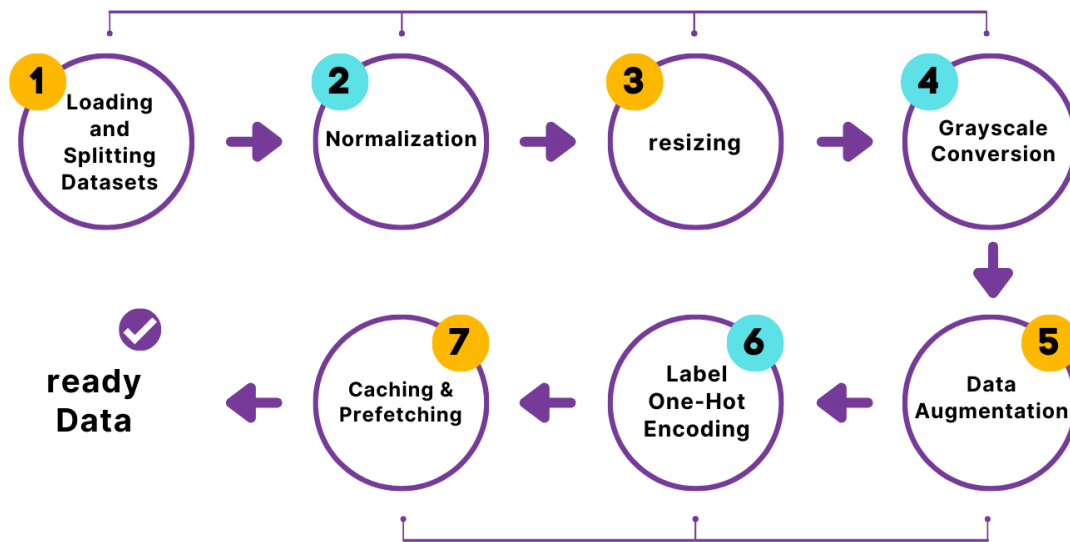 1
Loading
and
Splitting
Datasets
2
Normalization
3
resizing
4
Grayscale
Conversion
5
Data
Augmentation
6
Label
One-Hot
Encoding
7
Caching &
Prefetching
ready
Data